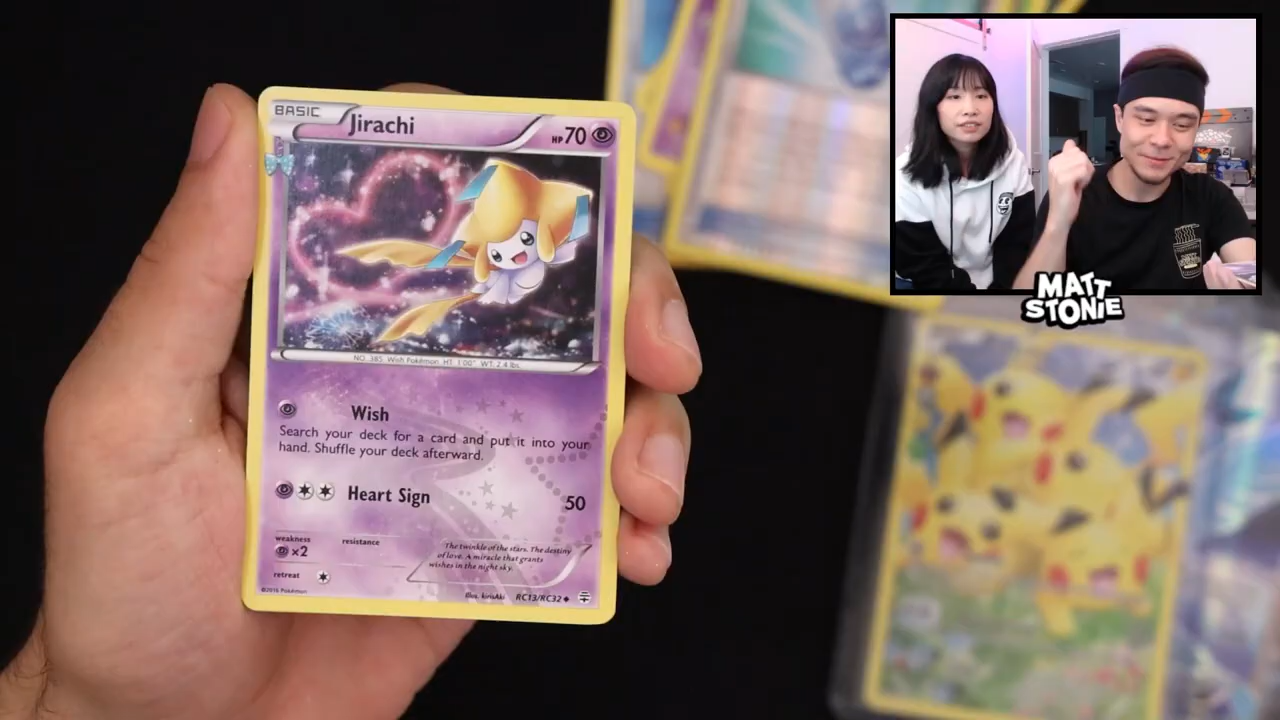 BASIC
Jirachi
HP 70
NO. 385 Wish Pokémon HT: 1'00" WT: 2.4 lbs.
Wish
Search your deck for a card and put it into your
hand. Shuffle your deck afterward.
Heart Sign 50
weakness
×2
resistance
retreat
The twinkle of the stars. The destiny
of love. A miracle that grants
wishes in the night sky.
©2016 Pokémon
Illus. kirisAki
RC13/RC32
MATT
STONIE